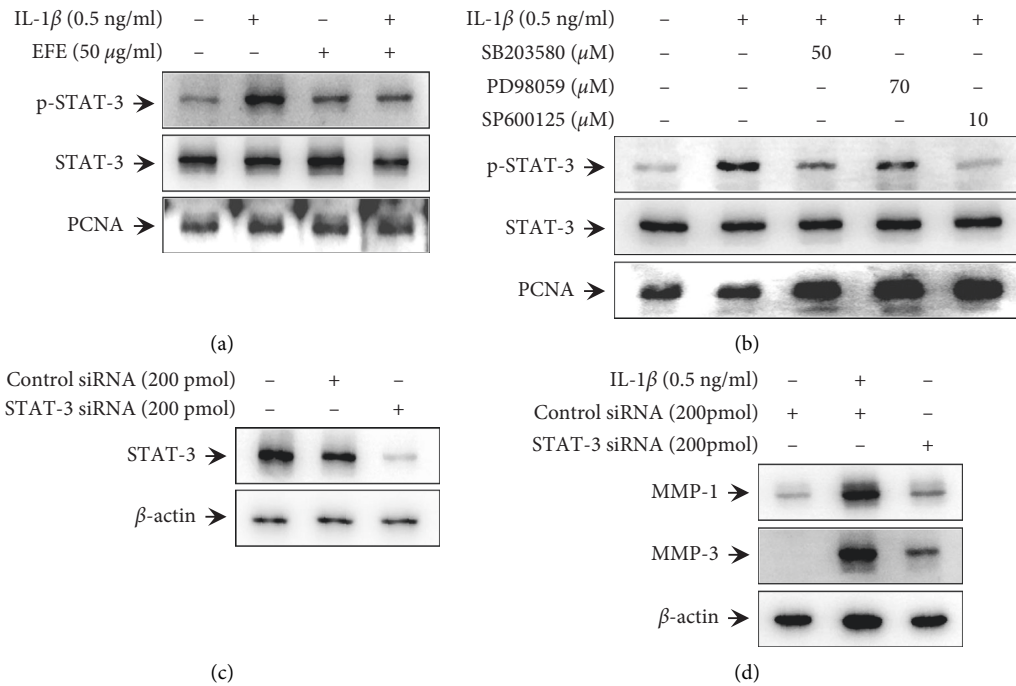 IL-1β (0.5 ng/ml) – + – +
EFE (50 μg/ml) – – + +
p-STAT-3
STAT-3
PCNA
(a)
IL-1β (0.5 ng/ml) – + + + +
SB203580 (μM) – – 50 – –
PD98059 (μM) – – – 70 –
SP600125 (μM) – – – – 10
p-STAT-3
STAT-3
PCNA
(b)
Control siRNA (200 pmol) – + –
STAT-3 siRNA (200 pmol) – – +
STAT-3
β-actin
(c)
IL-1β (0.5 ng/ml) – + –
Control siRNA (200pmol) + + –
STAT-3 siRNA (200pmol) – – +
MMP-1
MMP-3
β-actin
(d)